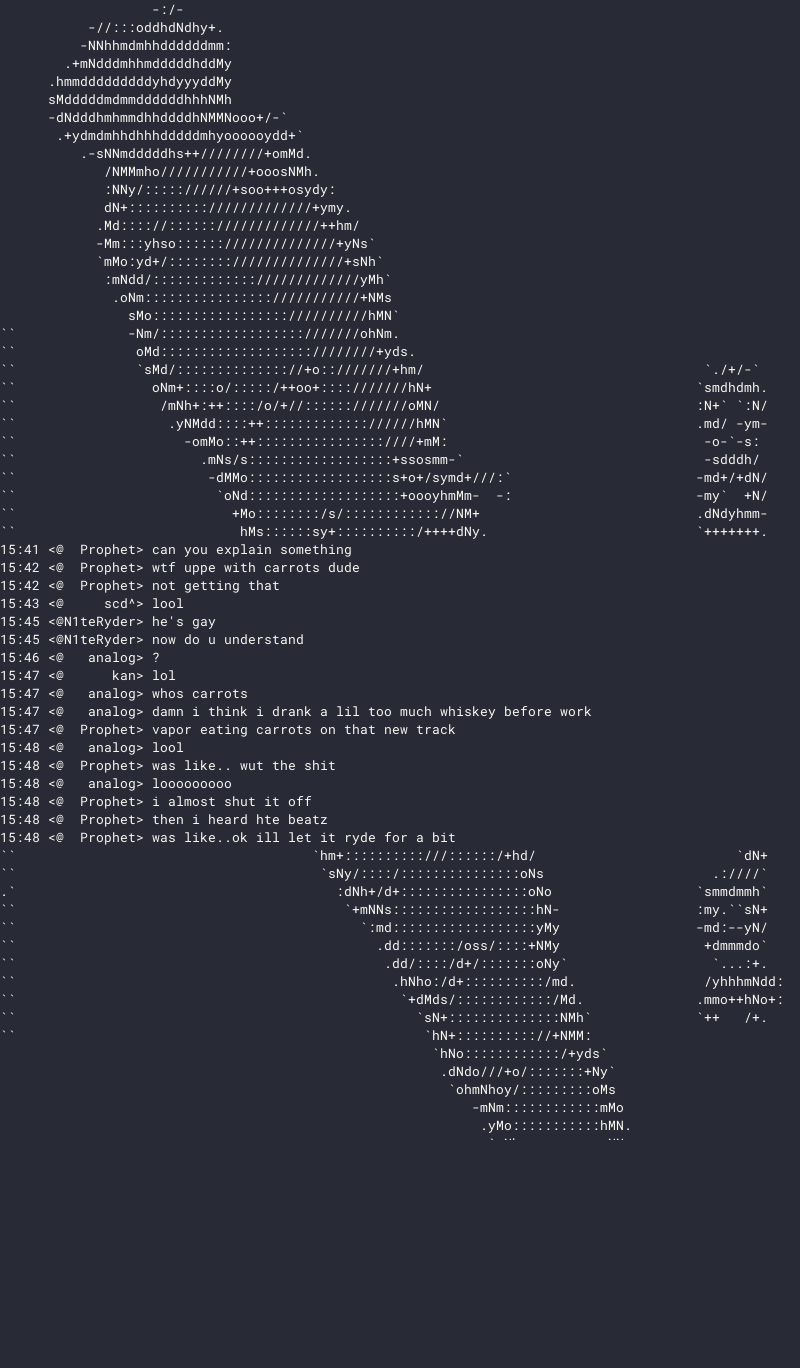 15:41 <@  Prophet> can you explain something
15:42 <@  Prophet> wtf uppe with carrots dude
15:42 <@  Prophet> not getting that
15:43 <@     scd^> lool
15:45 <@N1teRyder> he's gay
15:45 <@N1teRyder> now do u understand
15:46 <@   analog> ?
15:47 <@      kan> lol
15:47 <@   analog> whos carrots
15:47 <@   analog> damn i think i drank a lil too much whiskey before work
15:47 <@  Prophet> vapor eating carrots on that new track
15:48 <@   analog> lool
15:48 <@  Prophet> was like.. wut the shit
15:48 <@   analog> looooooooo
15:48 <@  Prophet> i almost shut it off
15:48 <@  Prophet> then i heard hte beatz
15:48 <@  Prophet> was like..ok ill let it ryde for a bit